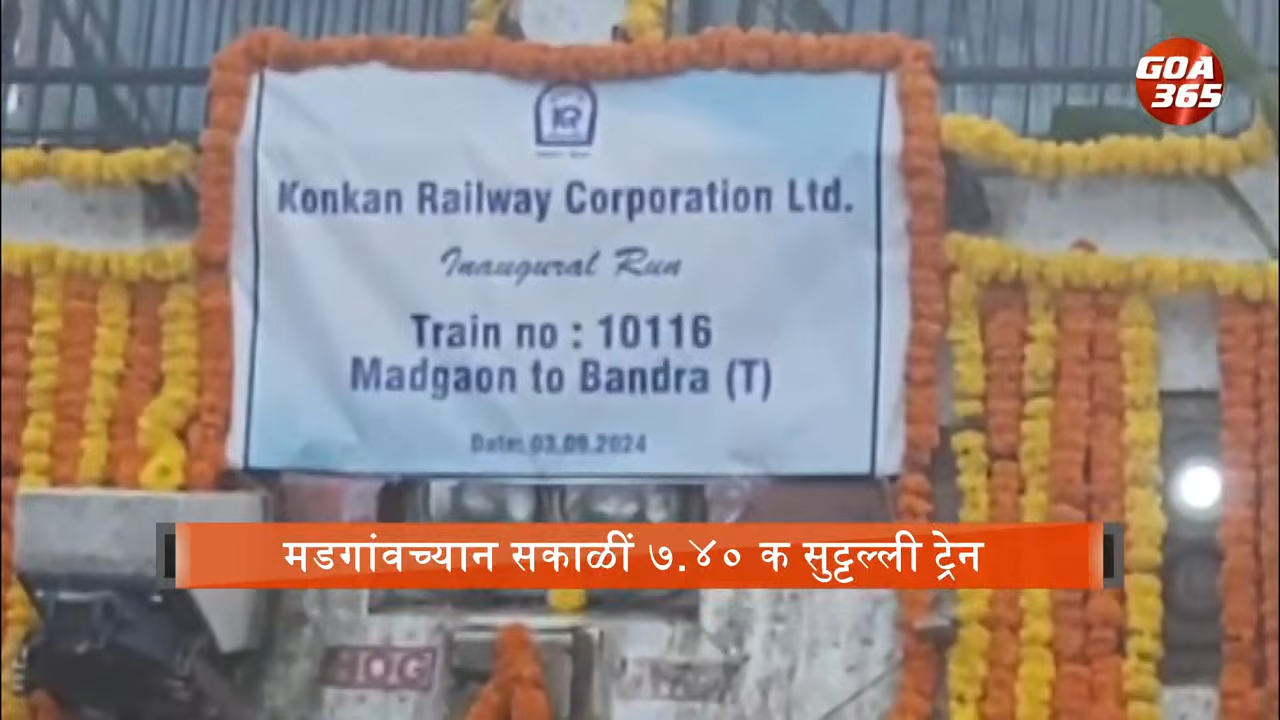 GOA
365
KR
Konkan Railway Corporation Ltd.
Inaugural Run
Train no : 10116
Madgaon to Bandra (T)
Date: 03.09.2024
मडगांवच्यान सकाळीं ७.४० क सुट्टल्ली ट्रेन
HOG